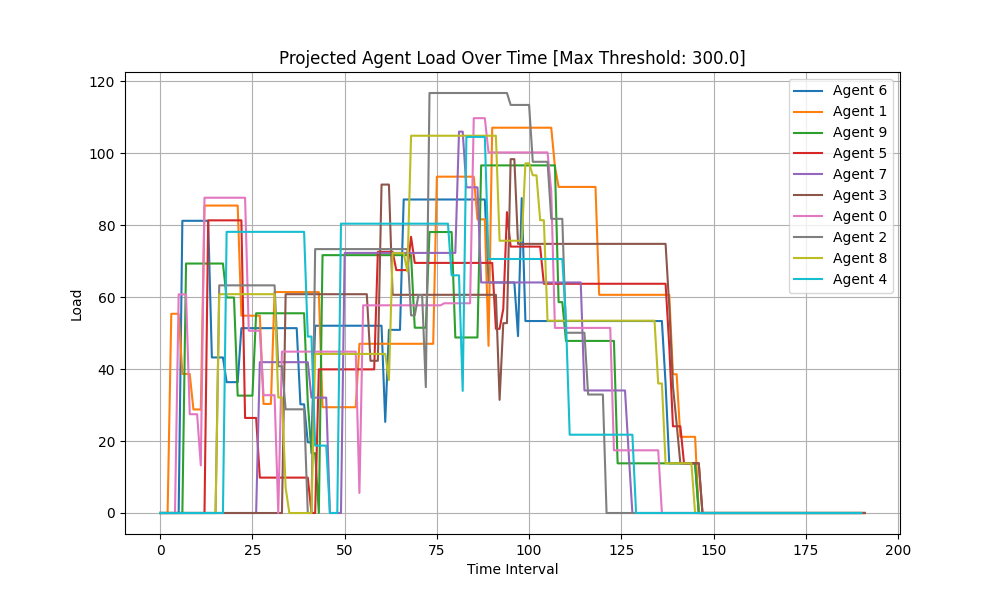 Projected Agent Load Over Time [Max Threshold: 300.0]
Load
120
100
80
60
40
20
0
0 25 50 75 100 125 150 175 200
Time Interval
Agent 6
Agent 1
Agent 9
Agent 5
Agent 7
Agent 3
Agent 0
Agent 2
Agent 8
Agent 4